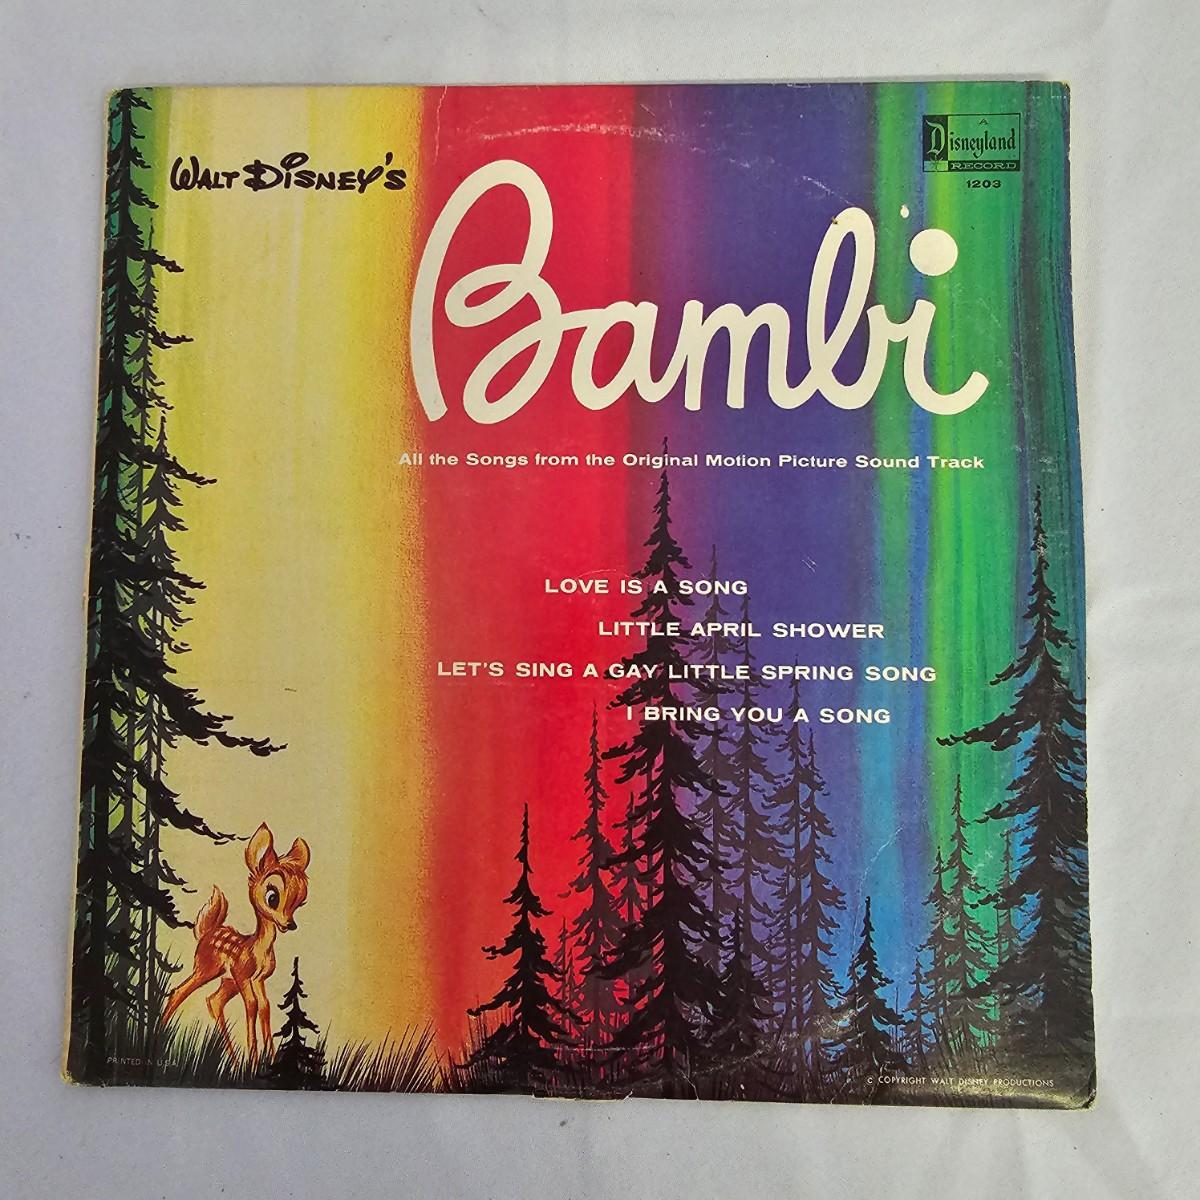 WALT DISNEY'S
A
Disneyland
RECORD
1203
Bambi
All the Songs from the Original Motion Picture Sound Track
LOVE IS A SONG
LITTLE APRIL SHOWER
LET'S SING A GAY LITTLE SPRING SONG
I BRING YOU A SONG
PRINTED IN U.S.A.
© COPYRIGHT WALT DISNEY PRODUCTIONS